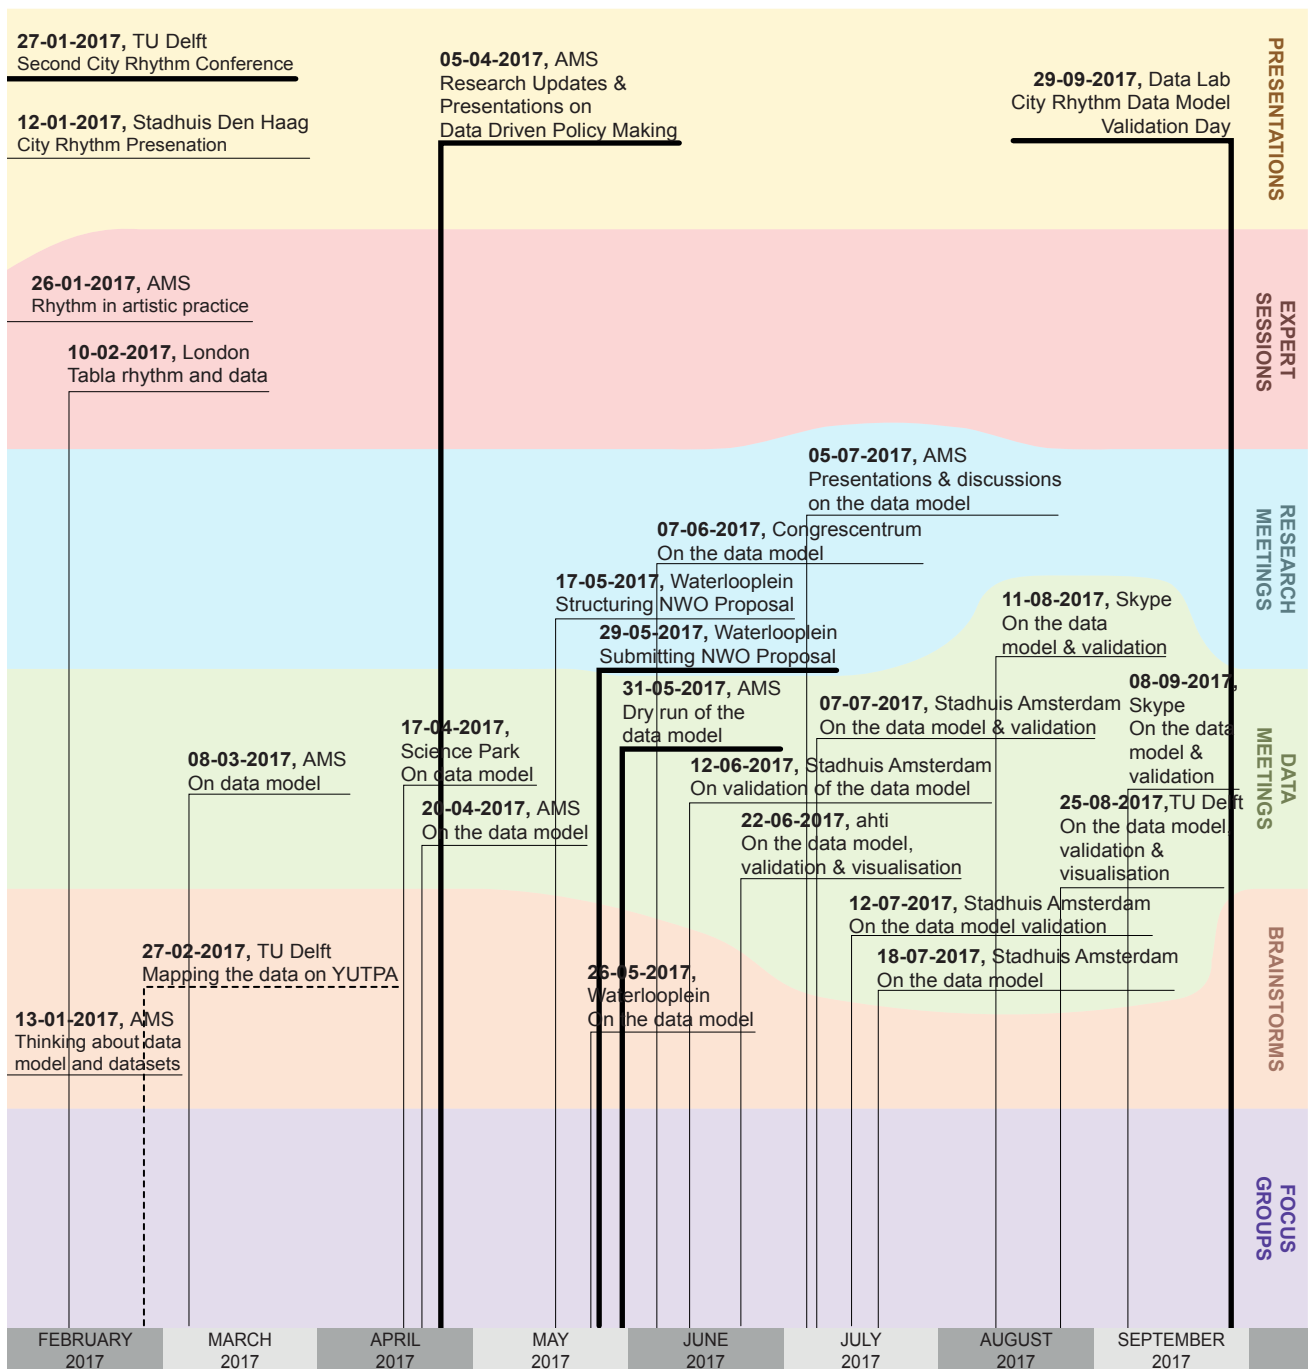 27-01-2017, TU Delft
Second City Rhythm Conference
12-01-2017, Stadhuis Den Haag
City Rhythm Presenation
05-04-2017, AMS
Research Updates &
Presentations on
Data Driven Policy Making
29-09-2017, Data Lab
City Rhythm Data Model
Validation Day
PRESENTATIONS
26-01-2017, AMS
Rhythm in artistic practice
10-02-2017, London
Tabla rhythm and data
EXPERT
SESSIONS
05-07-2017, AMS
Presentations & discussions
on the data model
07-06-2017, Congrescentrum
On the data model
17-05-2017, Waterlooplein
Structuring NWO Proposal
29-05-2017, Waterlooplein
Submitting NWO Proposal
RESEARCH
MEETINGS
11-08-2017, Skype
On the data
model & validation
31-05-2017, AMS
Dry run of the
data model
07-07-2017, Stadhuis Amsterdam
On the data model & validation
08-09-2017,
Skype
On the data
model &
validation
17-04-2017,
Science Park
On data model
08-03-2017, AMS
On data model
20-04-2017, AMS
On the data model
12-06-2017, Stadhuis Amsterdam
On validation of the data model
22-06-2017, ahti
On the data model,
validation & visualisation
25-08-2017,TU Delft
On the data model,
validation &
visualisation
DATA
MEETINGS
12-07-2017, Stadhuis Amsterdam
On the data model validation
18-07-2017, Stadhuis Amsterdam
On the data model
27-02-2017, TU Delft
Mapping the data on YUTPA
26-05-2017,
Waterlooplein
On the data model
13-01-2017, AMS
Thinking about data
model and datasets
BRAINSTORMS
FOCUS
GROUPS
FEBRUARY
2017
MARCH
2017
APRIL
2017
MAY
2017
JUNE
2017
JULY
2017
AUGUST
2017
SEPTEMBER
2017